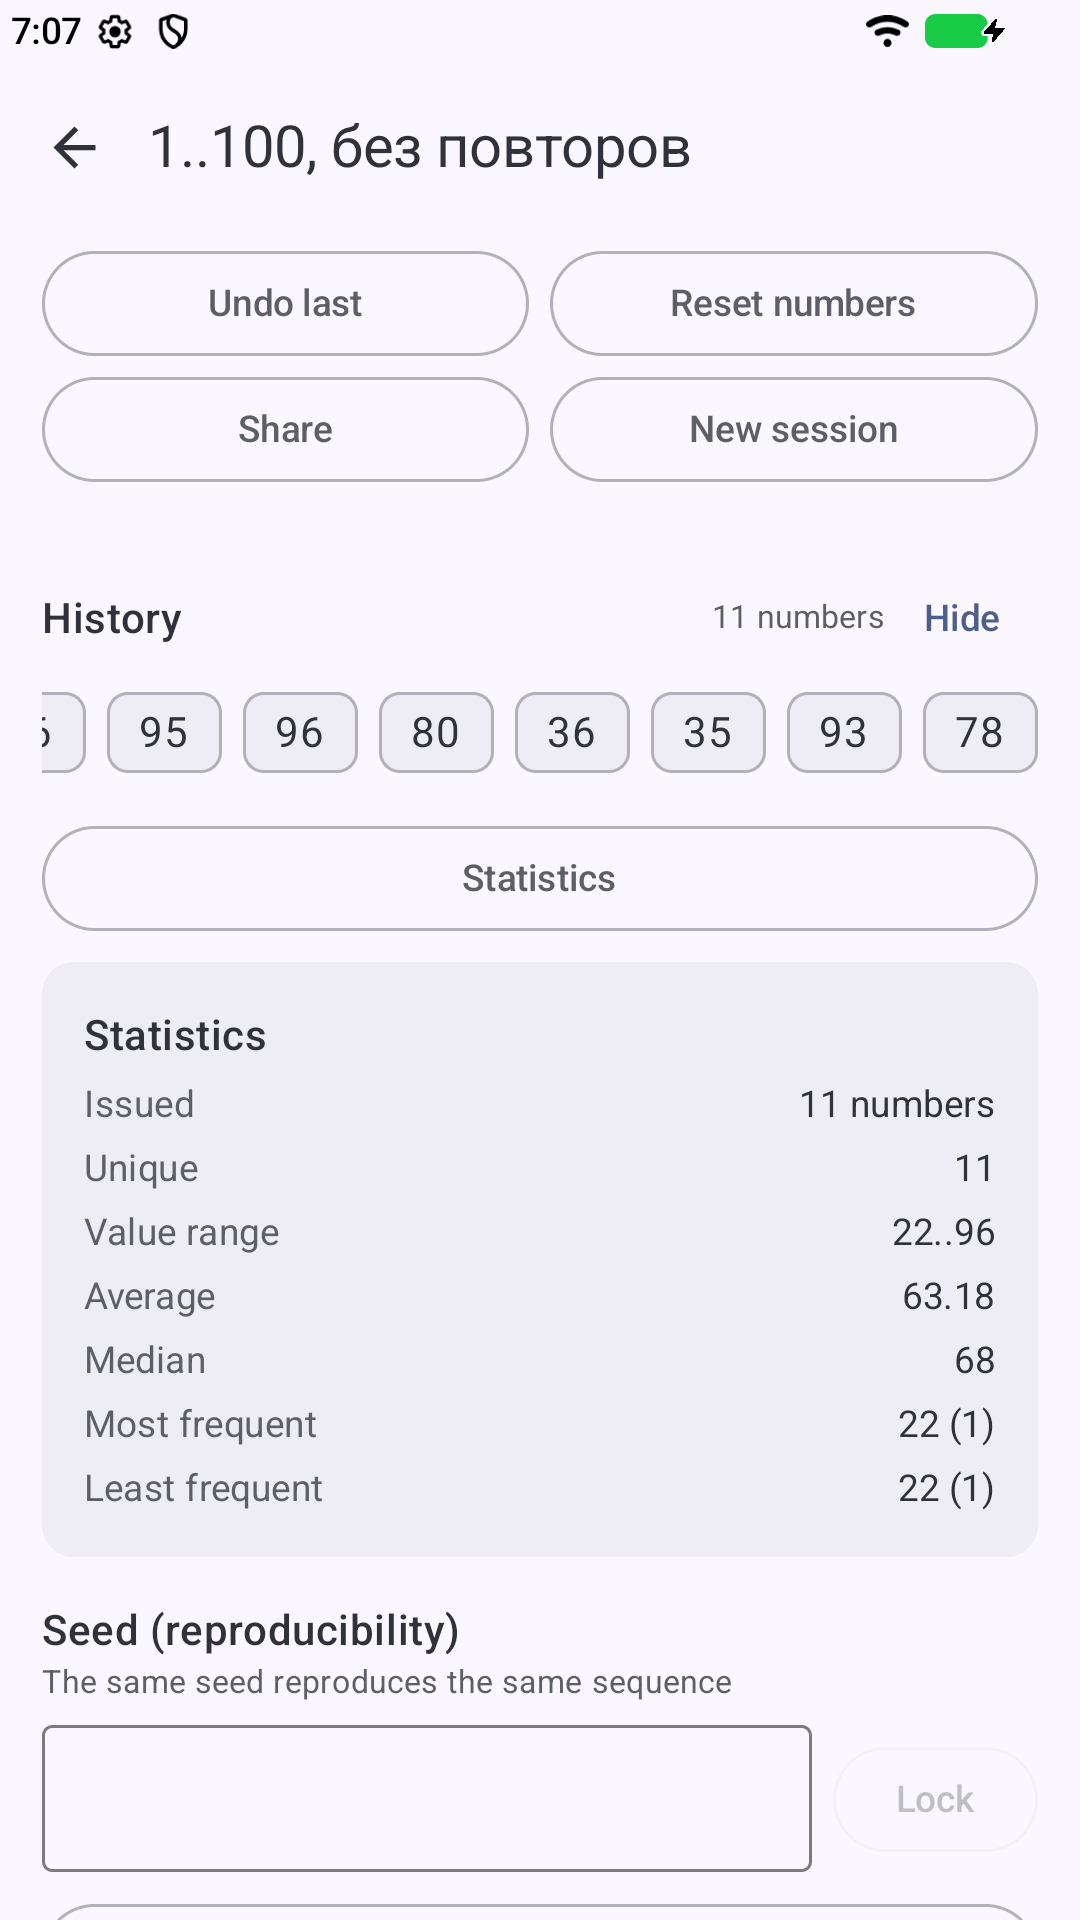 7:07
1..100, без повторов
Undo last
Reset numbers
Share
New session
History
11 numbers
Hide
95 96 80 36 35 93 78
Statistics
Statistics
Issued 11 numbers
Unique 11
Value range 22..96
Average 63.18
Median 68
Most frequent 22 (1)
Least frequent 22 (1)
Seed (reproducibility)
The same seed reproduces the same sequence
Lock